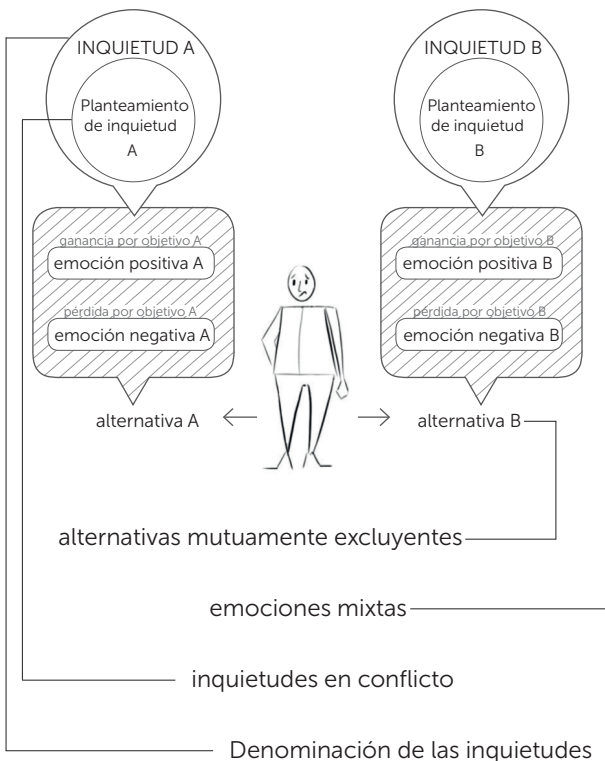 INQUIETUD A
INQUIETUD B
Planteamiento
de inquietud
A
Planteamiento
de inquietud
B
ganancia por objetivo A
emoción positiva A
pérdida por objetivo A
emoción negativa A
ganancia por objetivo B
emoción positiva B
pérdida por objetivo B
emoción negativa B
alternativa A
alternativa B
alternativas mutuamente excluyentes
emociones mixtas
inquietudes en conflicto
Denominación de las inquietudes